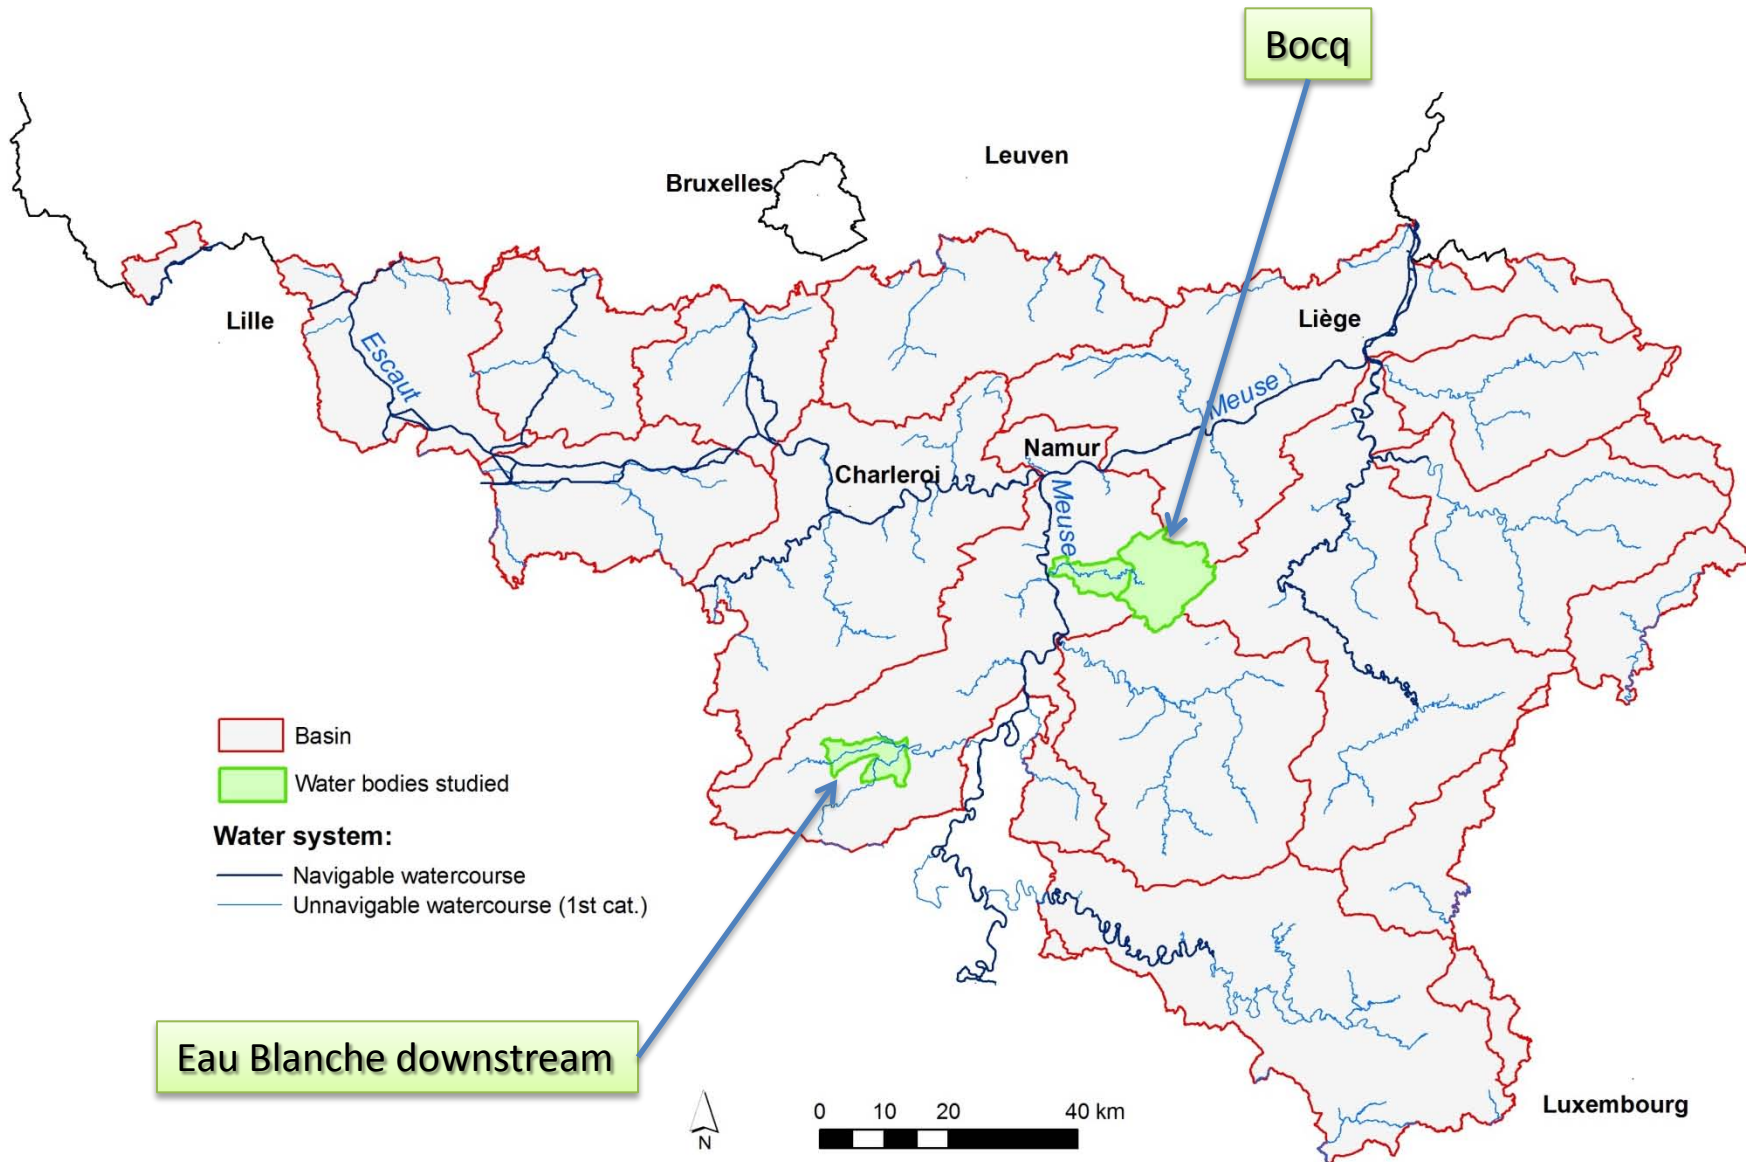 Bocq
Leuven
Bruxelles
Lille
Liège
Escaut
Meuse
Namur
Charleroi
Meuse
Basin
Water bodies studied
Water system:
Navigable watercourse
Unnavigable watercourse (1st cat.)
Eau Blanche downstream
N
0 10 20 40 km
Luxembourg